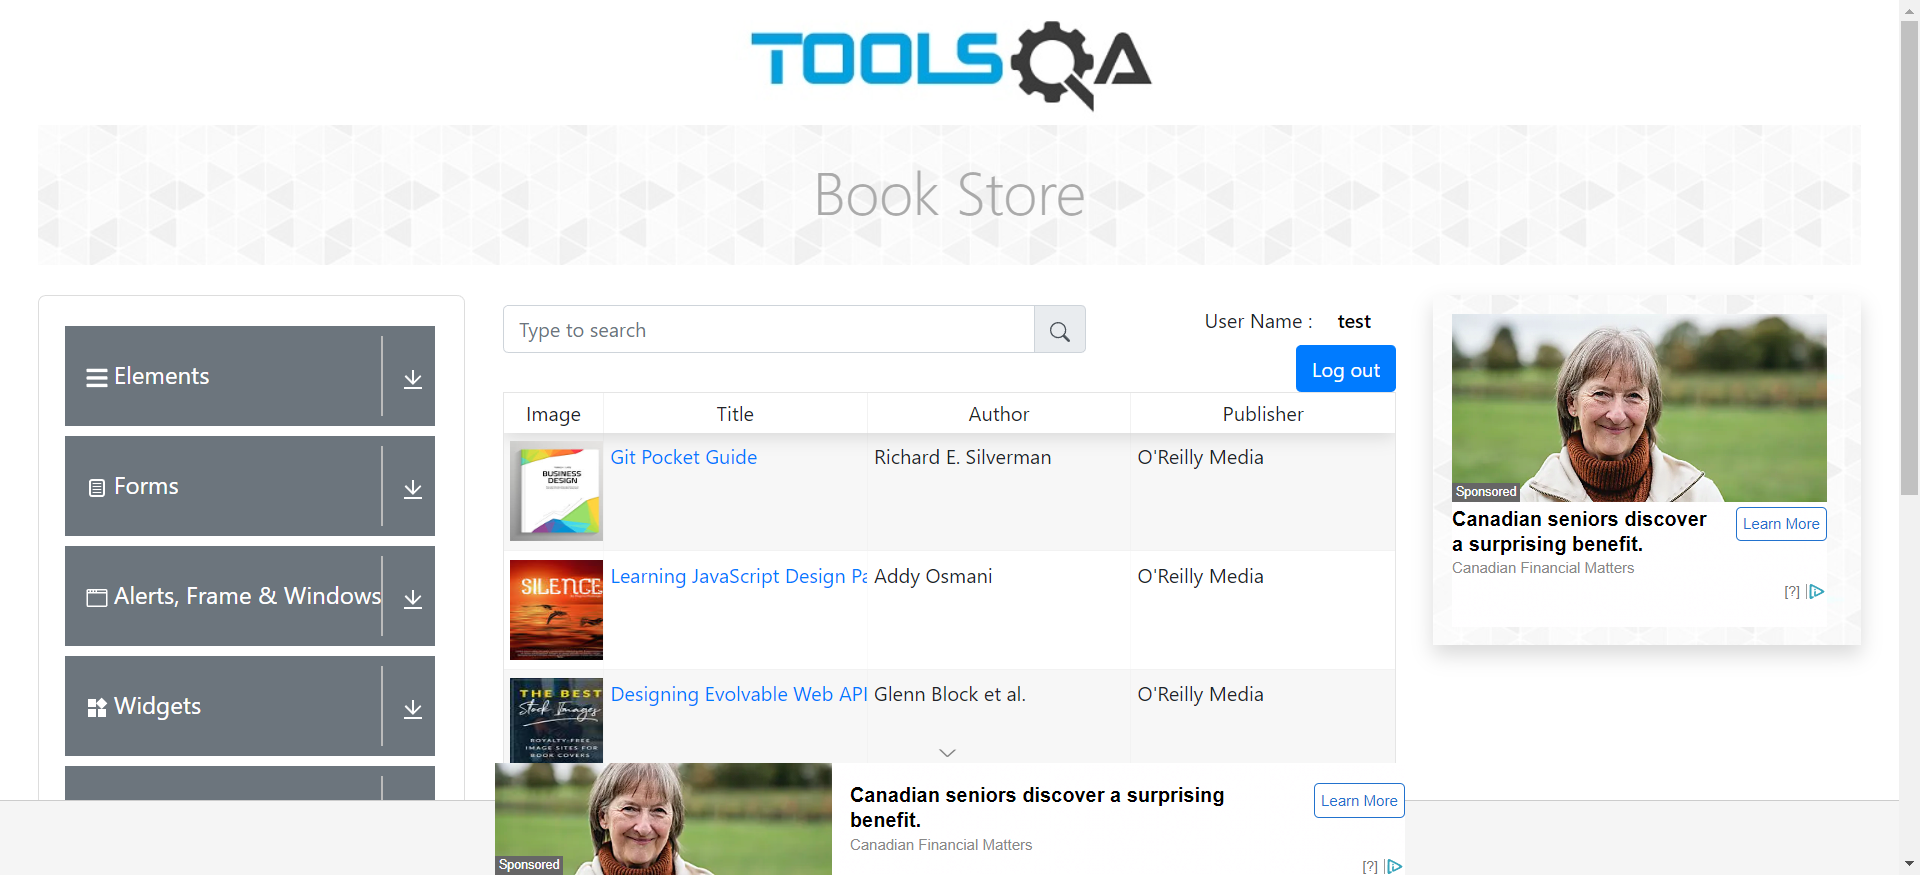 TOOLSQA
Book Store
Elements
Forms
Alerts, Frame & Windows
Widgets
Type to search
User Name :
test
Log out
Image
Title
Author
Publisher
BUSINESS
DESIGN
Git Pocket Guide
Richard E. Silverman
O'Reilly Media
SILENCE
Learning JavaScript Design Pa
Addy Osmani
O'Reilly Media
THE BEST
Stock Images
ROYALTY-FREE
IMAGE SITES FOR
BOOK COVERS
Designing Evolvable Web API
Glenn Block et al.
O'Reilly Media
Sponsored
Canadian seniors discover
a surprising benefit.
Learn More
Canadian Financial Matters
[?]
Sponsored
Canadian seniors discover a surprising
benefit.
Learn More
Canadian Financial Matters
[?]